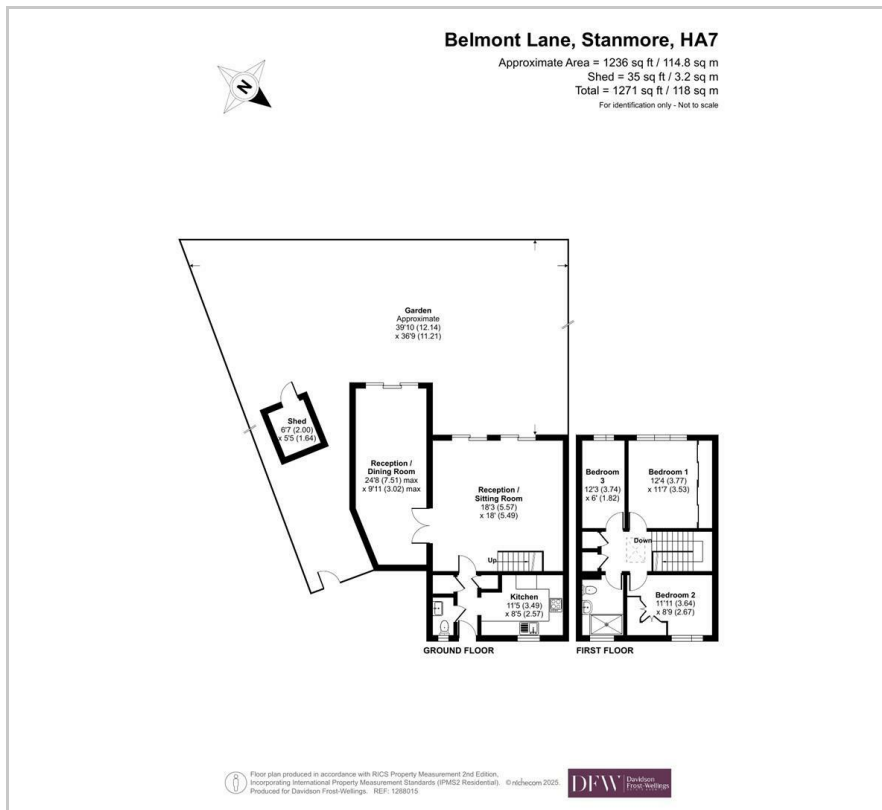 Belmont Lane, Stanmore, HA7
Approximate Area = 1236 sq ft / 114.8 sq m
Shed = 35 sq ft / 3.2 sq m
Total = 1271 sq ft / 118 sq m
For identification only - Not to scale
N
Garden
Approximate
39'10 (12.14)
x 36'9 (11.21)
Shed
6'7 (2.00)
x 5'5 (1.64)
Reception /
Dining Room
24'8 (7.51) max
x 9'11 (3.02) max
Reception /
Sitting Room
18'3 (5.57)
x 18' (5.49)
Up
Kitchen
11'5 (3.49)
x 8'5 (2.57)
GROUND FLOOR
Bedroom
3
12'3 (3.74)
x 6' (1.82)
Bedroom 1
12'4 (3.77)
x 11'7 (3.53)
Down
Bedroom 2
11'11 (3.64)
x 8'9 (2.67)
FIRST FLOOR
Floor plan produced in accordance with RICS Property Measurement 2nd Edition,
Incorporating International Property Measurement Standards (IPMS2 Residential). © nichecom 2025.
Produced for Davidson Frost-Wellings. REF: 1288015
DFW
Davidson
Frost-Wellings